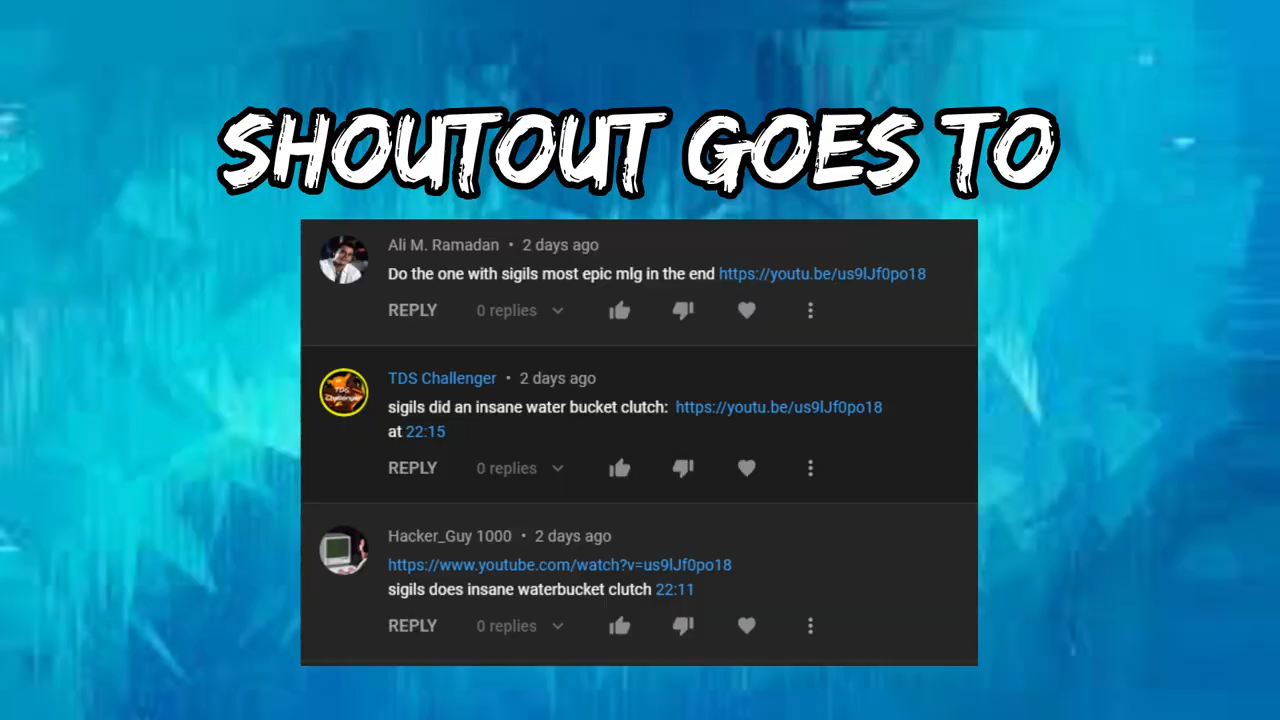 SHOUTOUT GOES TO
Ali M. Ramadan • 2 days ago
Do the one with sigils most epic mlg in the end https://youtu.be/us9lJf0po18
REPLY 0 replies
TDS Challenger • 2 days ago
sigils did an insane water bucket clutch: https://youtu.be/us9lJf0po18
at 22:15
REPLY 0 replies
Hacker_Guy 1000 • 2 days ago
https://www.youtube.com/watch?v=us9lJf0po18
sigils does insane waterbucket clutch 22:11
REPLY 0 replies
TDS
Challenger